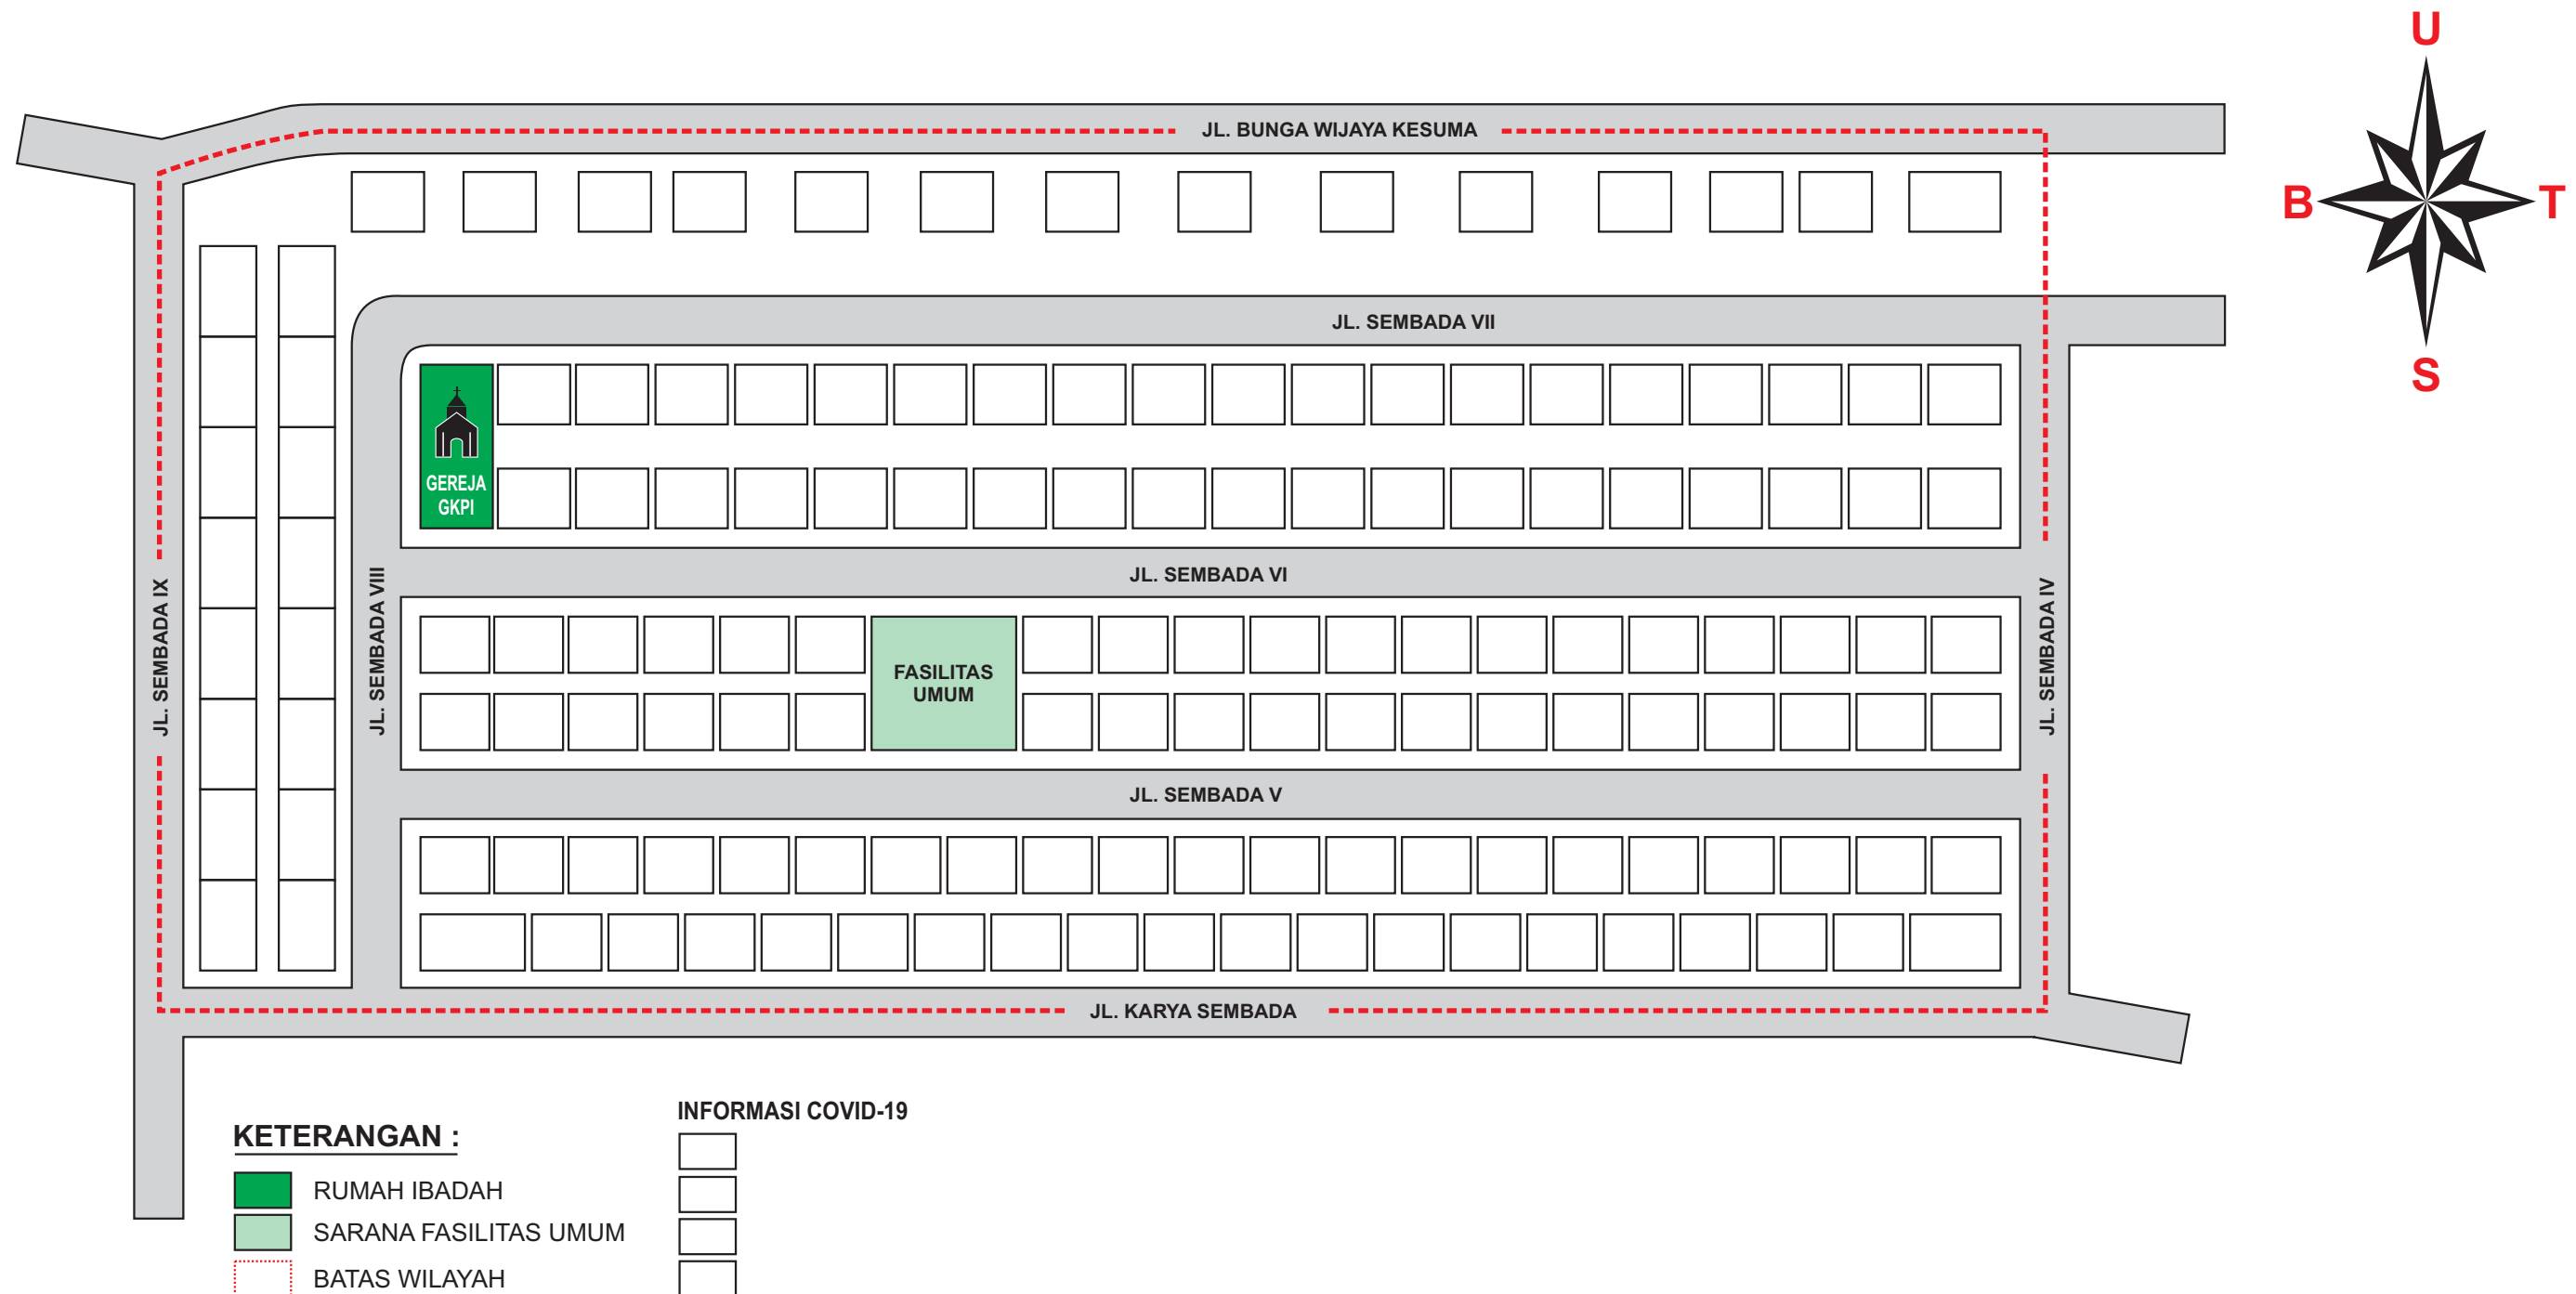 U
JL. BUNGA WIJAYA KESUMA
B
T
JL. SEMBADA VII
S
GEREJA
GKPI
JL. SEMBADA VI
JL. SEMBADA IX
JL. SEMBADA VIII
JL. SEMBADA IV
FASILITAS
UMUM
JL. SEMBADA V
JL. KARYA SEMBADA
KETERANGAN :
RUMAH IBADAH
SARANA FASILITAS UMUM
BATAS WILAYAH
INFORMASI COVID-19